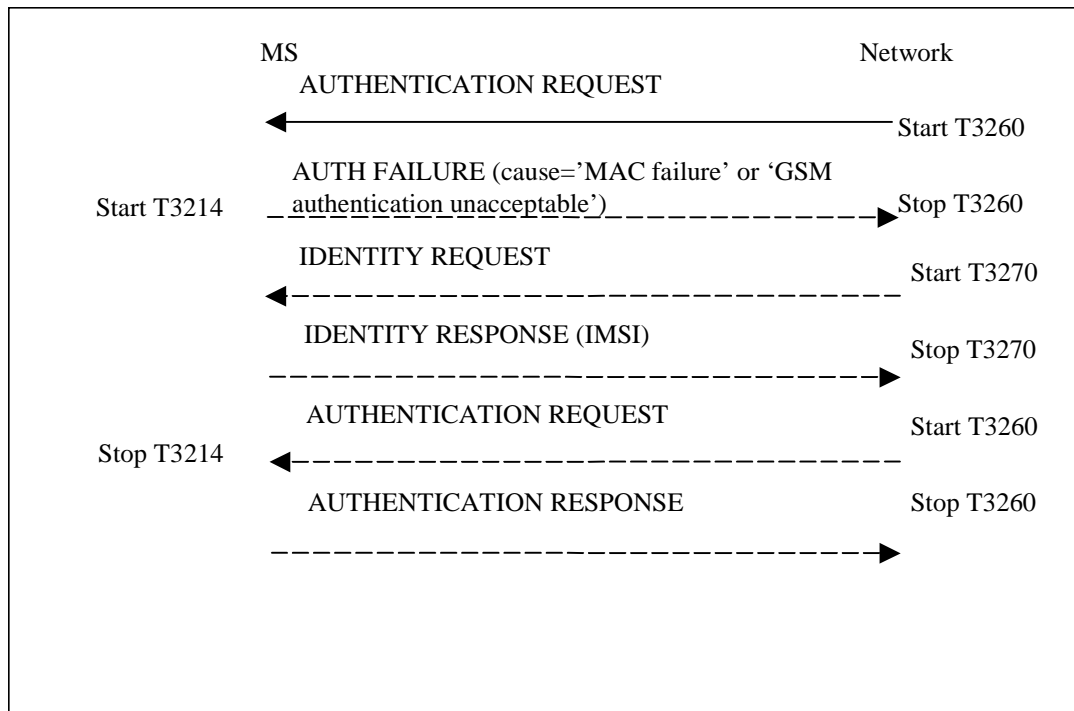 MS Network
AUTHENTICATION REQUEST
Start T3260
AUTH FAILURE (cause=’MAC failure’ or ‘GSM
authentication unacceptable’)
Start T3214 Stop T3260
IDENTITY REQUEST
Start T3270
IDENTITY RESPONSE (IMSI)
Stop T3270
AUTHENTICATION REQUEST
Start T3260
Stop T3214
AUTHENTICATION RESPONSE Stop T3260